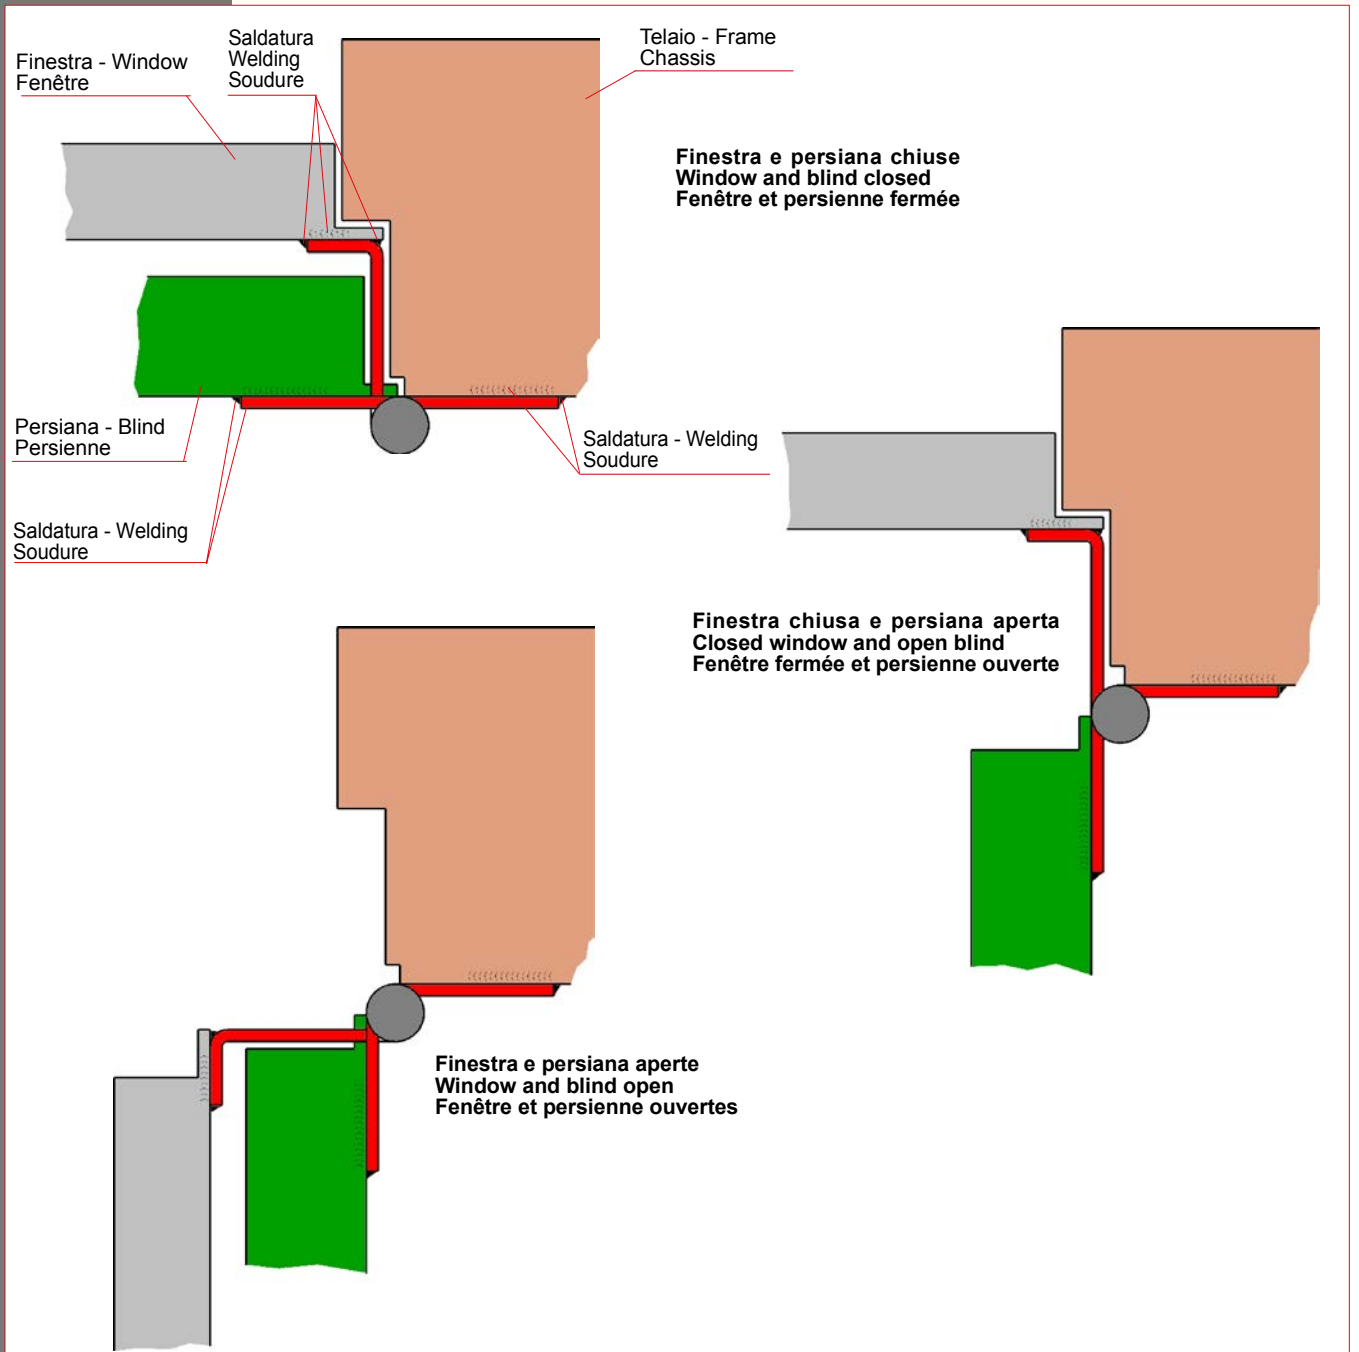 Finestra - Window
Fenêtre
Saldatura
Welding
Soudure
Telaio - Frame
Chassis
Finestra e persiana chiuse
Window and blind closed
Fenêtre et persienne fermée
Persiana - Blind
Persienne
Saldatura - Welding
Soudure
Saldatura - Welding
Soudure
Finestra chiusa e persiana aperta
Closed window and open blind
Fenêtre fermée et persienne ouverte
Finestra e persiana aperte
Window and blind open
Fenêtre et persienne ouvertes